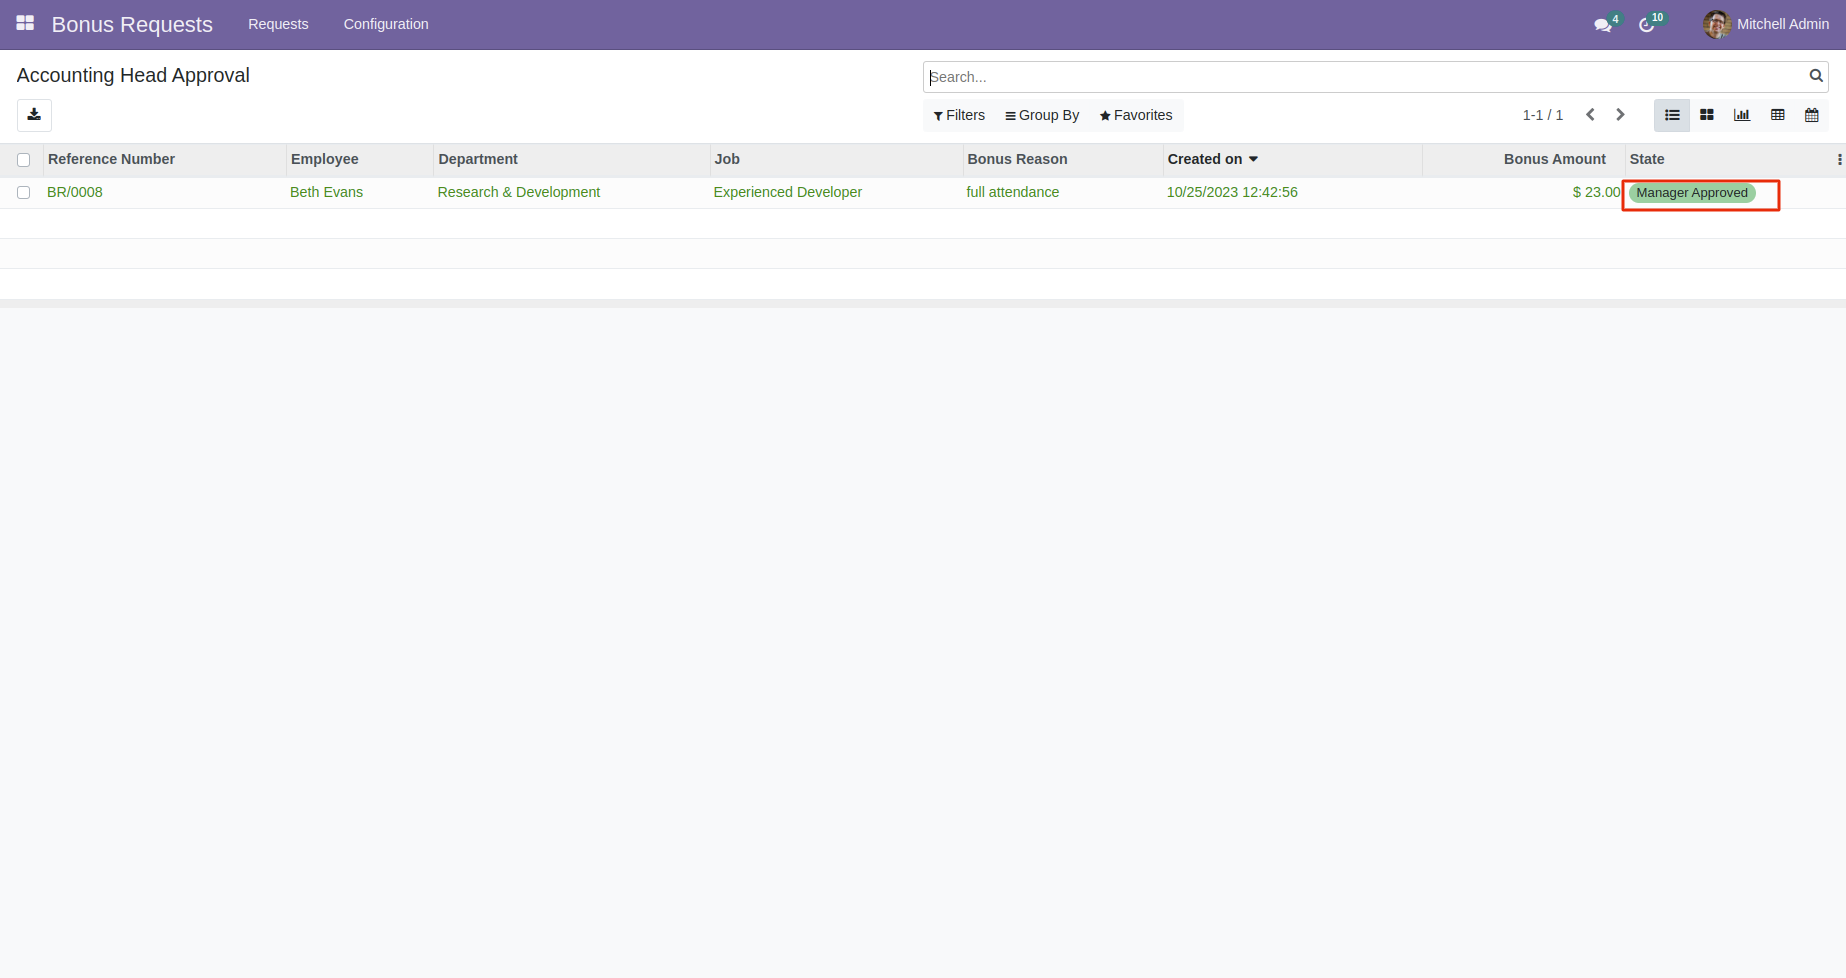 Bonus Requests Requests Configuration 4 10 Mitchell Admin
Accounting Head Approval
Search...
Filters Group By Favorites 1-1 / 1
Reference Number Employee Department Job Bonus Reason Created on Bonus Amount State
BR/0008 Beth Evans Research & Development Experienced Developer full attendance 10/25/2023 12:42:56 $ 23.00 Manager Approved